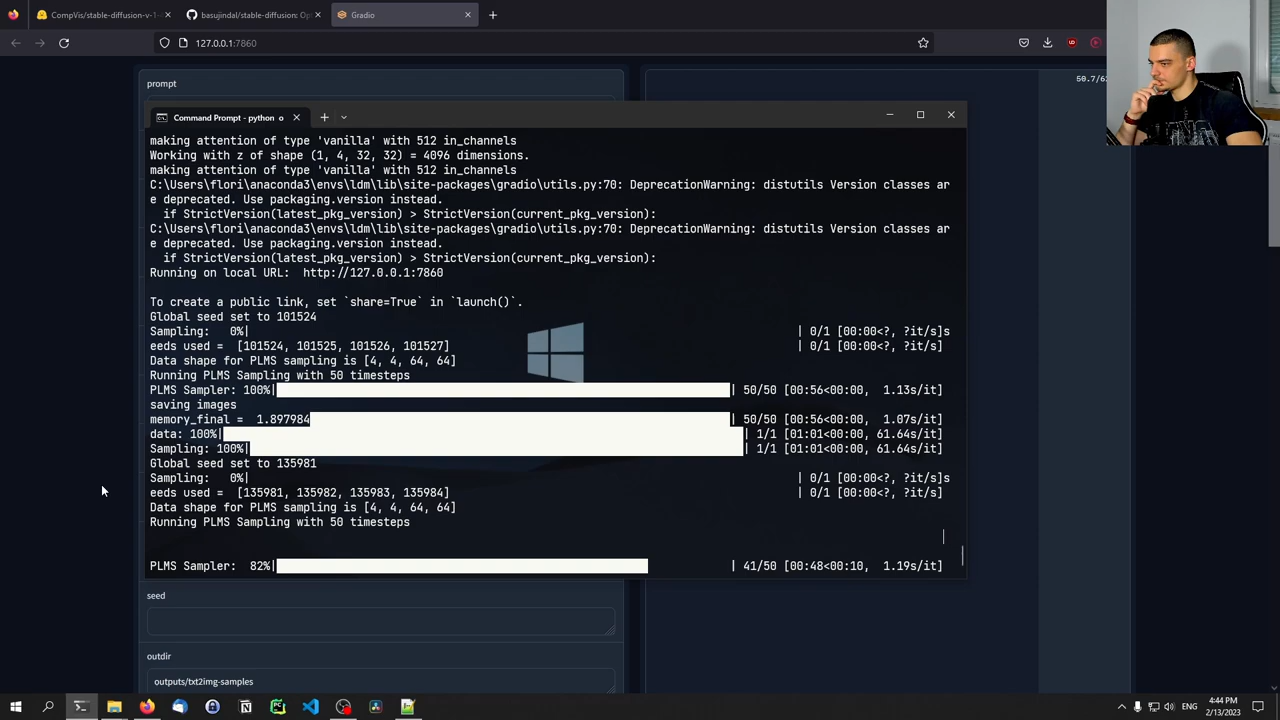 CompVis/stable-diffusion-v-1-
basujindal/stable-diffusion: Op
Gradio
127.0.0.1:7860
prompt
50.7/6
Command Prompt - python o
making attention of type 'vanilla' with 512 in_channels
Working with z of shape (1, 4, 32, 32) = 4096 dimensions.
making attention of type 'vanilla' with 512 in_channels
C:\Users\flori\anaconda3\envs\ldm\lib\site-packages\gradio\utils.py:70: DeprecationWarning: distutils Version classes ar
e deprecated. Use packaging.version instead.
if StrictVersion(latest_pkg_version) > StrictVersion(current_pkg_version):
C:\Users\flori\anaconda3\envs\ldm\lib\site-packages\gradio\utils.py:70: DeprecationWarning: distutils Version classes ar
e deprecated. Use packaging.version instead.
if StrictVersion(latest_pkg_version) > StrictVersion(current_pkg_version):
Running on local URL:  http://127.0.0.1:7860
To create a public link, set `share=True` in `launch()`.
Global seed set to 101524
Sampling:   0%| | 0/1 [00:00<?, ?it/s]s
eeds used =  [101524, 101525, 101526, 101527] | 0/1 [00:00<?, ?it/s]
Data shape for PLMS sampling is [4, 4, 64, 64]
Running PLMS Sampling with 50 timesteps
PLMS Sampler: 100%| | 50/50 [00:56<00:00,  1.13s/it]
saving images
memory_final =  1.897984 | 50/50 [00:56<00:00,  1.07s/it]
data: 100%| | 1/1 [01:01<00:00, 61.64s/it]
Sampling: 100%| | 1/1 [01:01<00:00, 61.64s/it]
Global seed set to 135981
Sampling:   0%| | 0/1 [00:00<?, ?it/s]s
eeds used =  [135981, 135982, 135983, 135984] | 0/1 [00:00<?, ?it/s]
Data shape for PLMS sampling is [4, 4, 64, 64]
Running PLMS Sampling with 50 timesteps
PLMS Sampler:  82%| | 41/50 [00:48<00:10,  1.19s/it]
seed
outdir
outputs/txt2img-samples
ENG
4:44 PM
2/13/2023